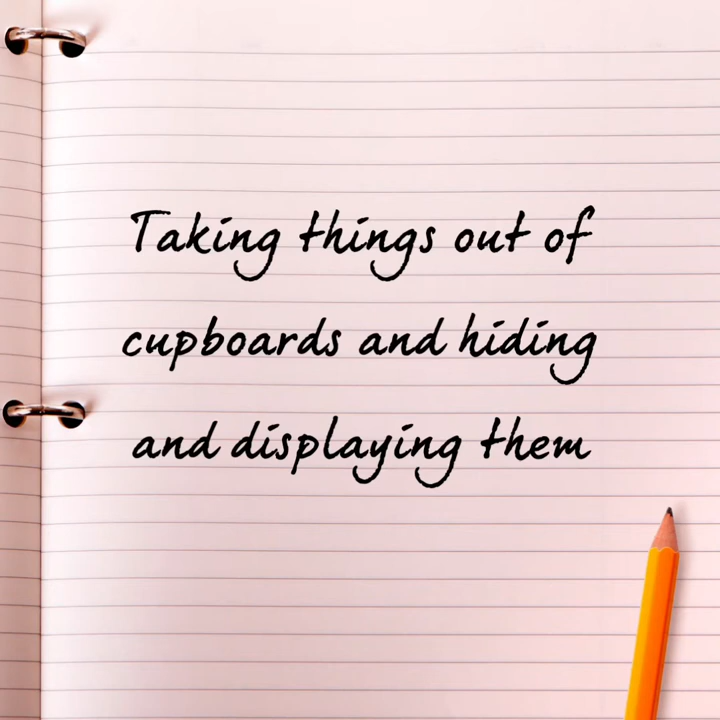 Taking things out of
cupboards and hiding
and displaying them